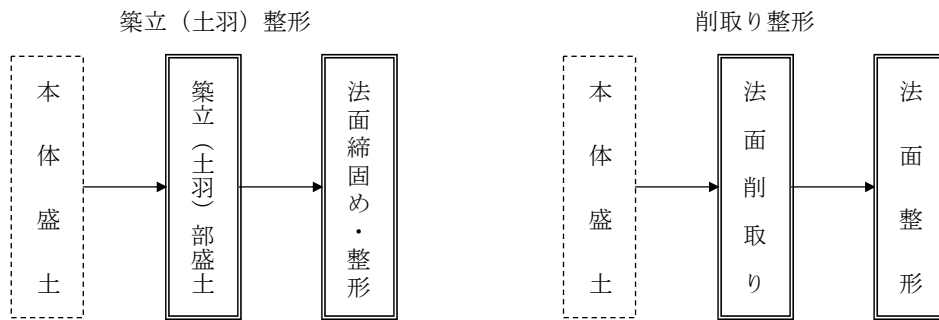 築立（土羽）整形
本体盛土
築立（土羽）部盛土
法面締固め・整形
削取り整形
本体盛土
法面削取り
法面整形